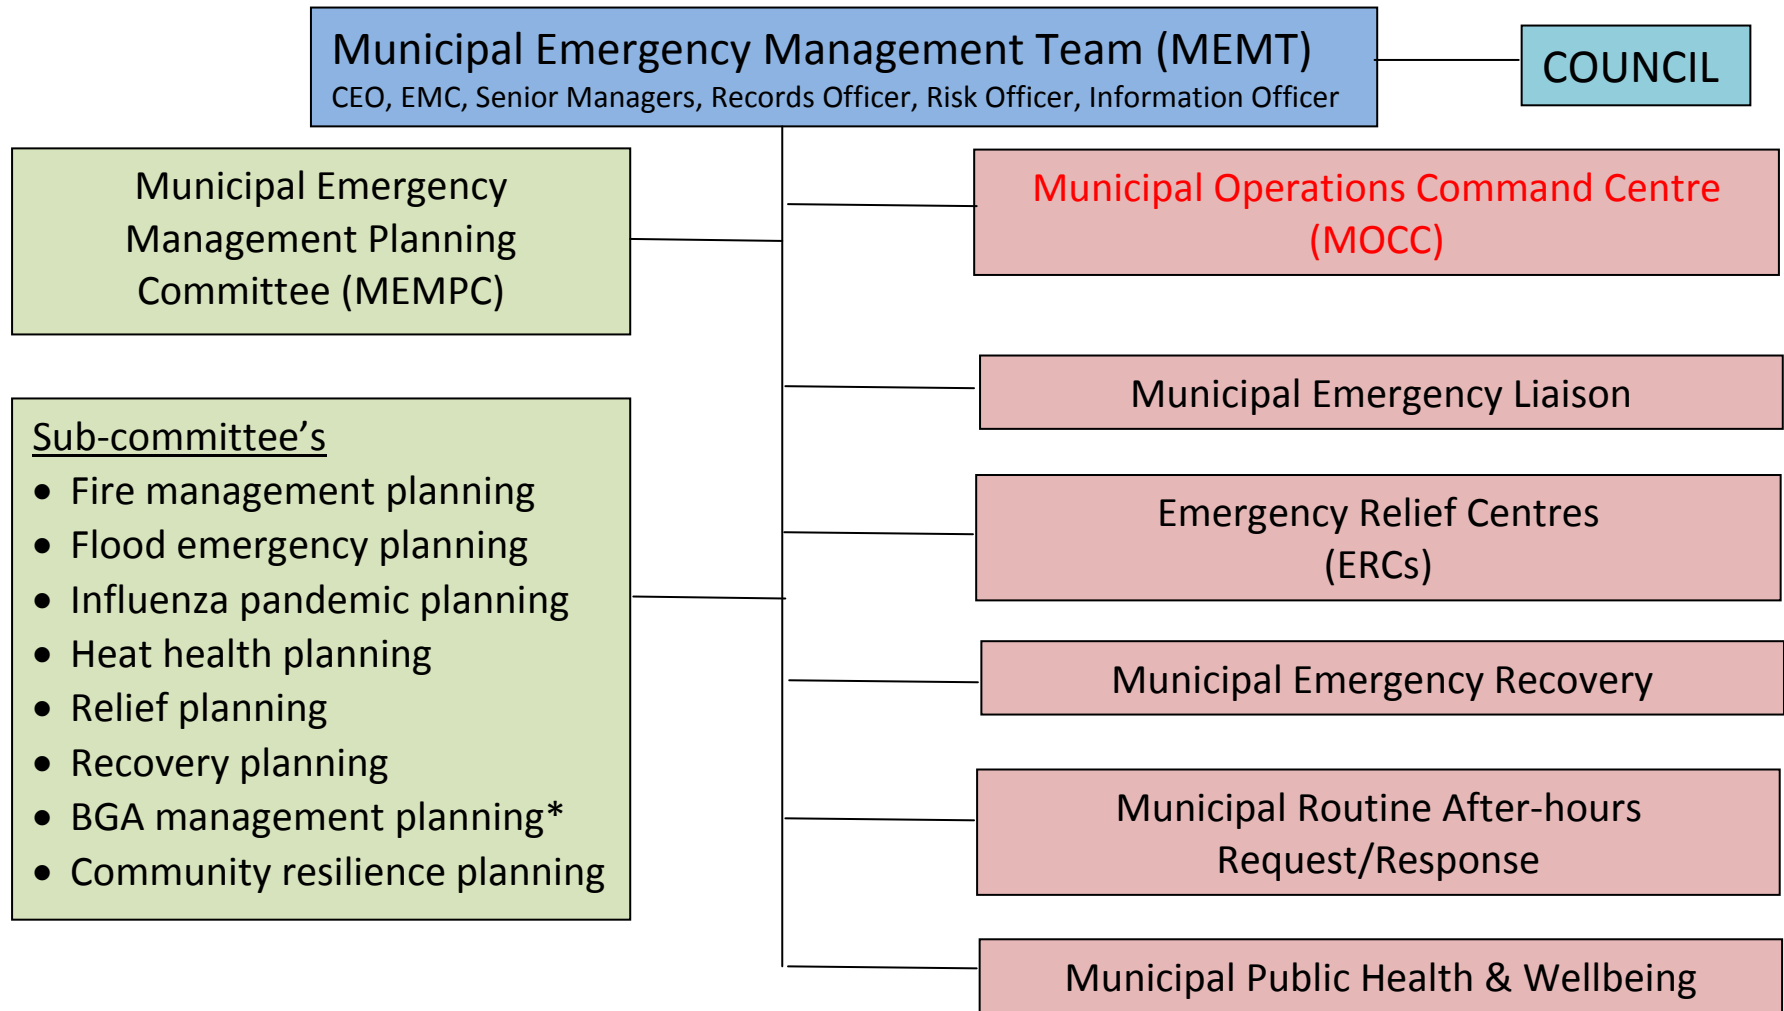 Municipal Emergency Management Team (MEMT)
CEO, EMC, Senior Managers, Records Officer, Risk Officer, Information Officer
COUNCIL
Municipal Emergency
Management Planning
Committee (MEMPC)
Sub-committee’s
• Fire management planning
• Flood emergency planning
• Influenza pandemic planning
• Heat health planning
• Relief planning
• Recovery planning
• BGA management planning*
• Community resilience planning
Municipal Operations Command Centre
(MOCC)
Municipal Emergency Liaison
Emergency Relief Centres
(ERCs)
Municipal Emergency Recovery
Municipal Routine After-hours
Request/Response
Municipal Public Health & Wellbeing